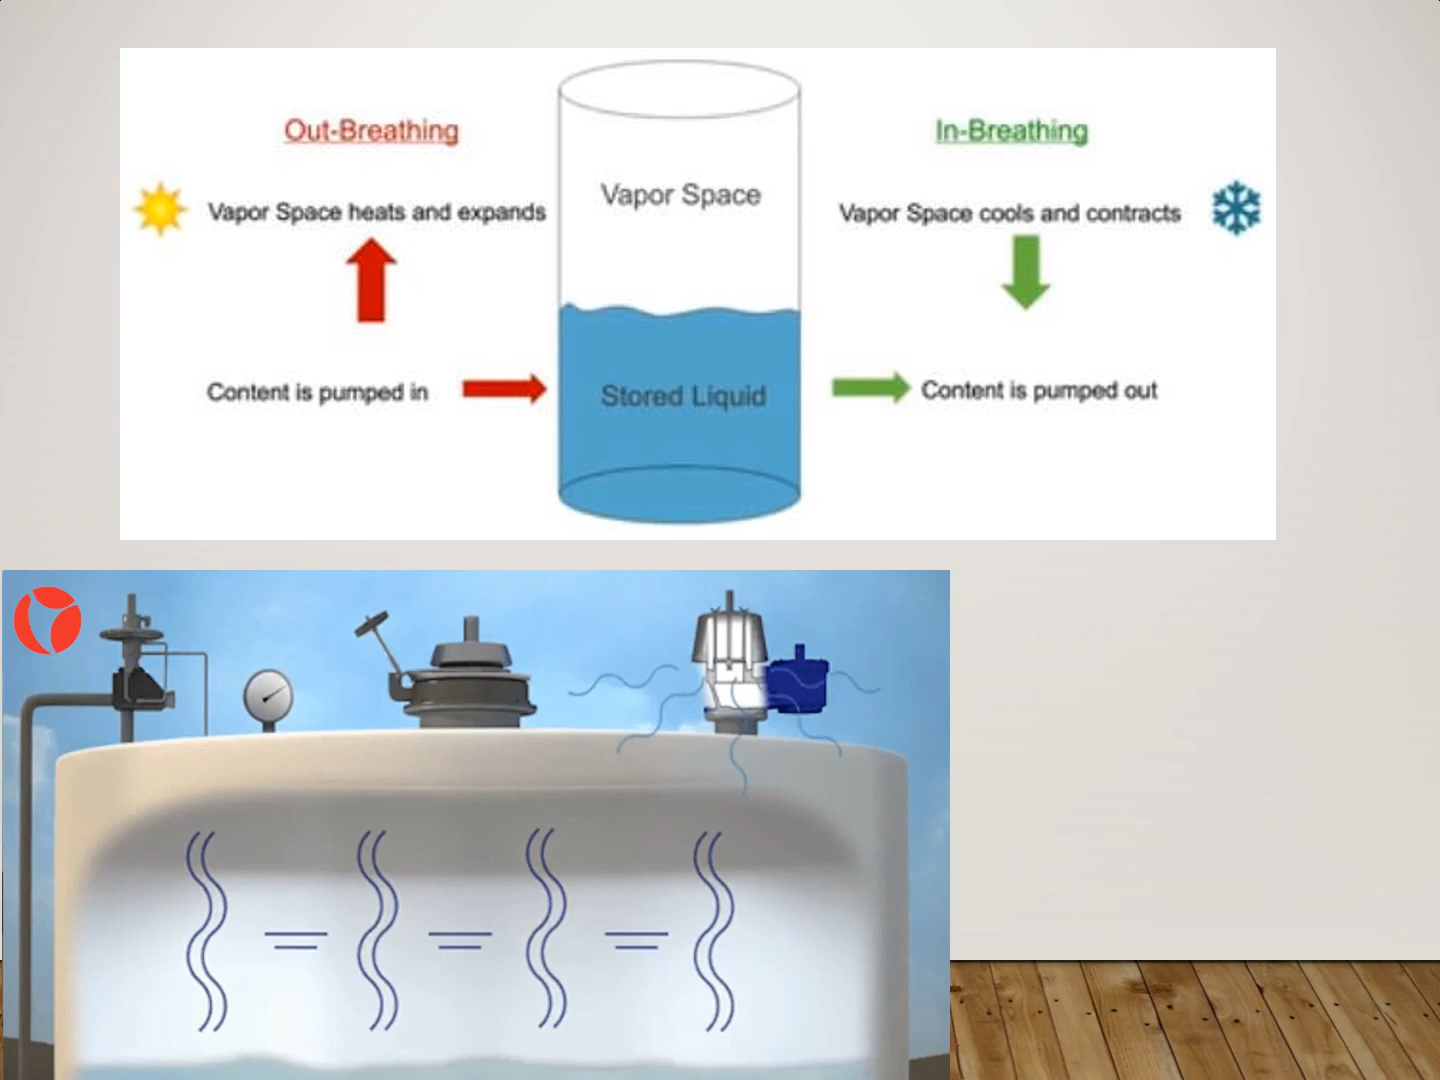 Out-Breathing
In-Breathing
Vapor Space
Vapor Space heats and expands
Vapor Space cools and contracts
Content is pumped in
Stored Liquid
Content is pumped out